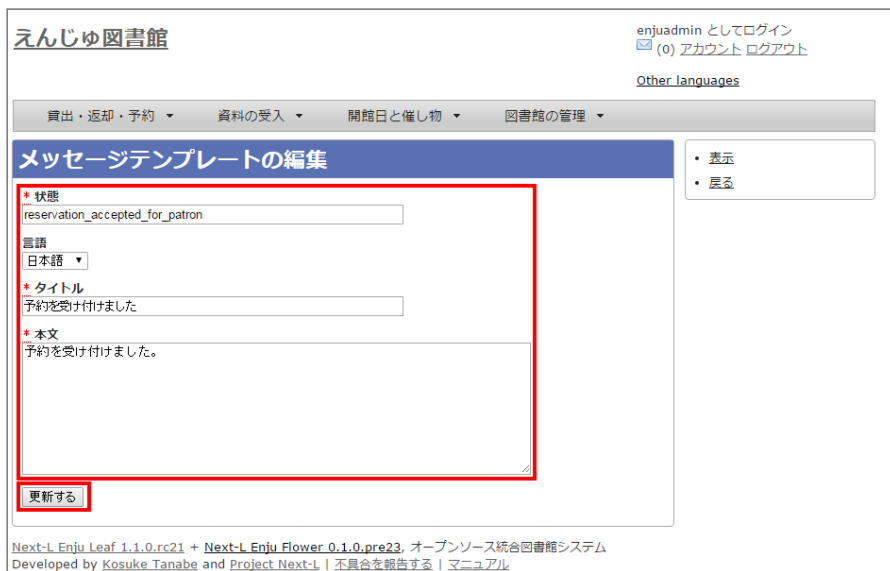 えんじゅ図書館
enjuadmin としてログイン
(0) アカウント ログアウト
Other languages
貸出・返却・予約 ▼ 資料の受入 ▼ 開館日と催し物 ▼ 図書館の管理 ▼
メッセージテンプレートの編集
* 状態
reservation_accepted_for_patron
言語
日本語 ▼
* タイトル
予約を受け付けました
* 本文
予約を受け付けました。
更新する
• 表示
• 戻る
Next-L Enju Leaf 1.1.0.rc21 + Next-L Enju Flower 0.1.0.pre23, オープンソース統合図書館システム
Developed by Kosuke Tanabe and Project Next-L | 不具合を報告する | マニュアル